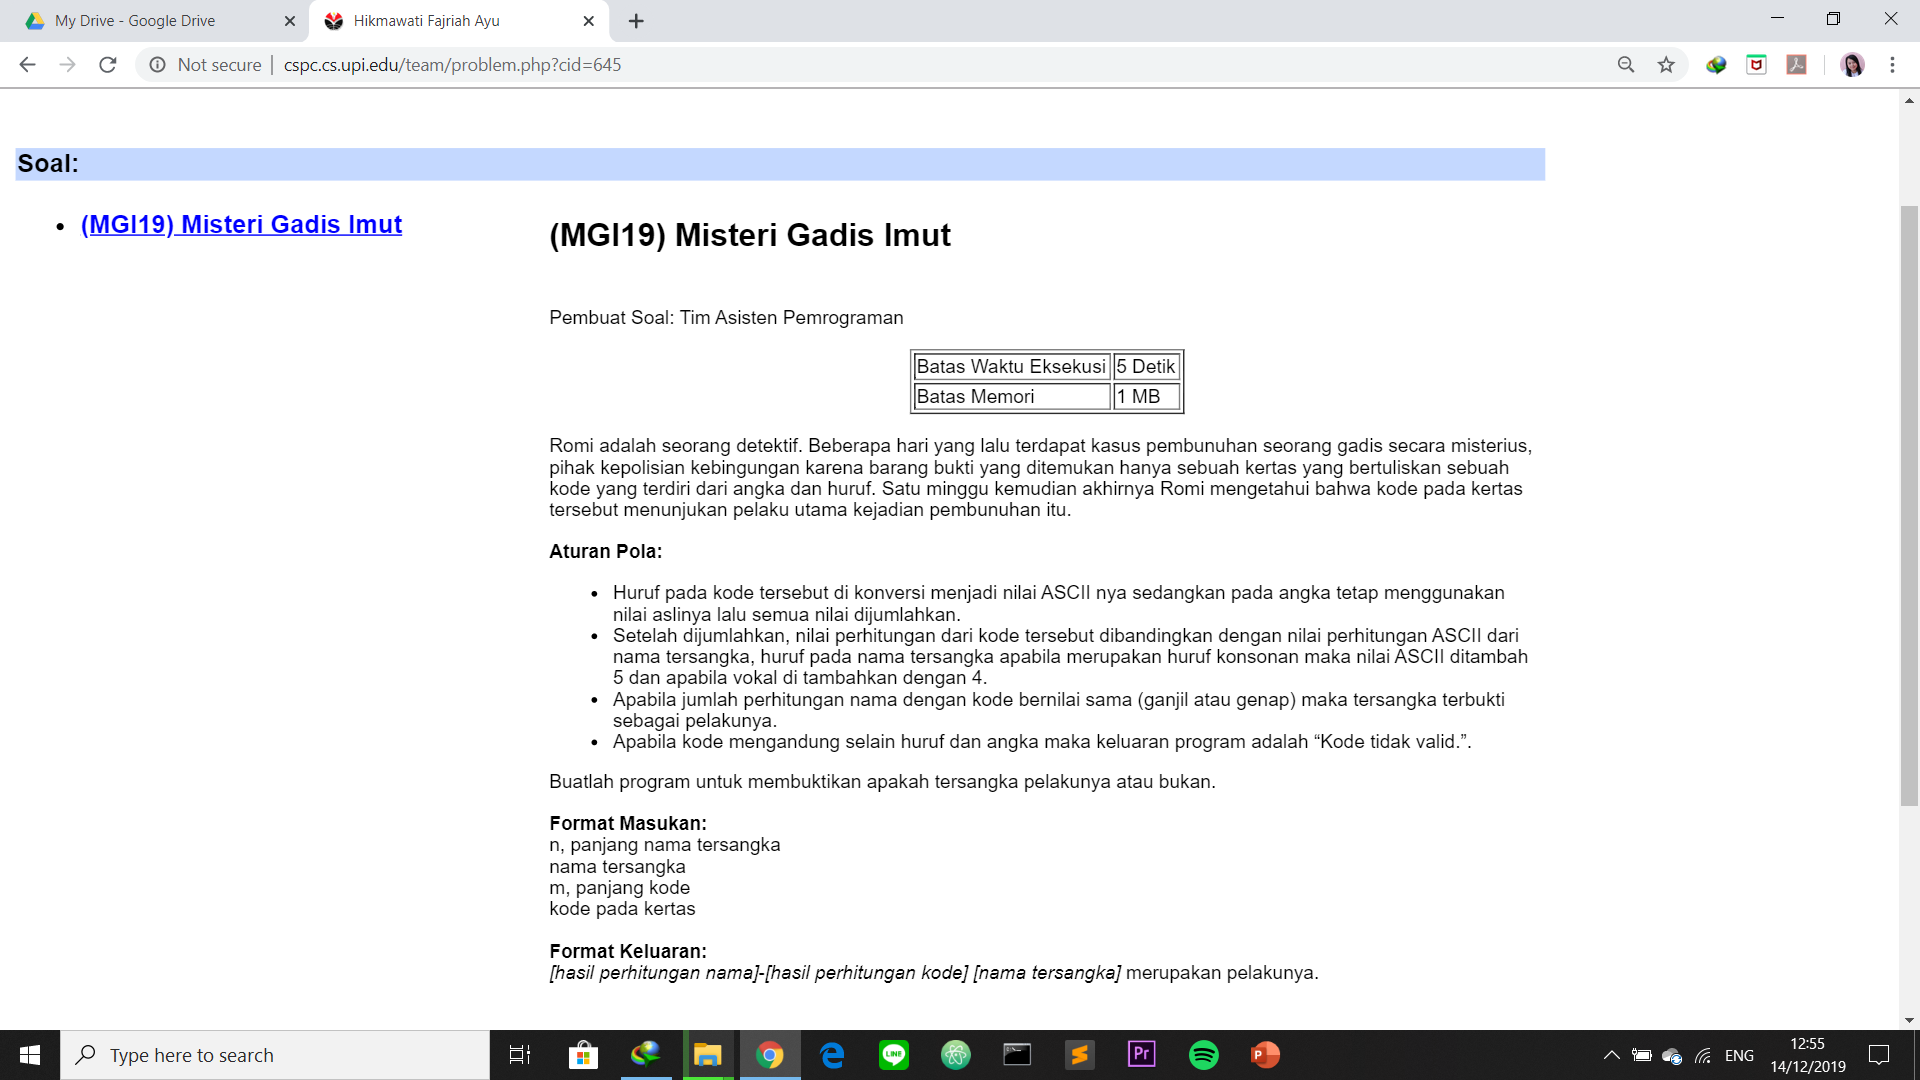 My Drive - Google Drive
Hikmawati Fajriah Ayu
Not secure | cspc.cs.upi.edu/team/problem.php?cid=645
Soal:
(MGI19) Misteri Gadis Imut
(MGI19) Misteri Gadis Imut
Pembuat Soal: Tim Asisten Pemrograman
Batas Waktu Eksekusi 5 Detik
Batas Memori 1 MB
Romi adalah seorang detektif. Beberapa hari yang lalu terdapat kasus pembunuhan seorang gadis secara misterius,
pihak kepolisian kebingungan karena barang bukti yang ditemukan hanya sebuah kertas yang bertuliskan sebuah
kode yang terdiri dari angka dan huruf. Satu minggu kemudian akhirnya Romi mengetahui bahwa kode pada kertas
tersebut menunjukan pelaku utama kejadian pembunuhan itu.
Aturan Pola:
• Huruf pada kode tersebut di konversi menjadi nilai ASCII nya sedangkan pada angka tetap menggunakan
nilai aslinya lalu semua nilai dijumlahkan.
• Setelah dijumlahkan, nilai perhitungan dari kode tersebut dibandingkan dengan nilai perhitungan ASCII dari
nama tersangka, huruf pada nama tersangka apabila merupakan huruf konsonan maka nilai ASCII ditambah
5 dan apabila vokal di tambahkan dengan 4.
• Apabila jumlah perhitungan nama dengan kode bernilai sama (ganjil atau genap) maka tersangka terbukti
sebagai pelakunya.
• Apabila kode mengandung selain huruf dan angka maka keluaran program adalah “Kode tidak valid.”.
Buatlah program untuk membuktikan apakah tersangka pelakunya atau bukan.
Format Masukan:
n, panjang nama tersangka
nama tersangka
m, panjang kode
kode pada kertas
Format Keluaran:
[hasil perhitungan nama]-[hasil perhitungan kode] [nama tersangka] merupakan pelakunya.
Type here to search
LINE
Pr
P
ENG
12:55
14/12/2019